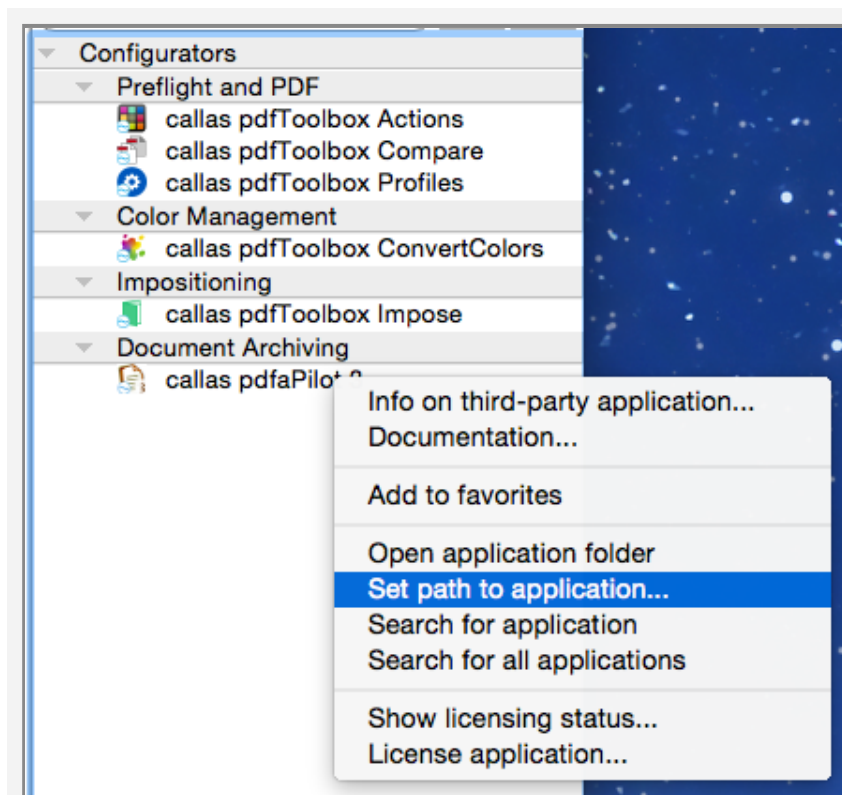 Configurators
Preflight and PDF
callas pdfToolbox Actions
callas pdfToolbox Compare
callas pdfToolbox Profiles
Color Management
callas pdfToolbox ConvertColors
Impositioning
callas pdfToolbox Impose
Document Archiving
callas pdfaPilot
Info on third-party application...
Documentation...
Add to favorites
Open application folder
Set path to application...
Search for application
Search for all applications
Show licensing status...
License application...